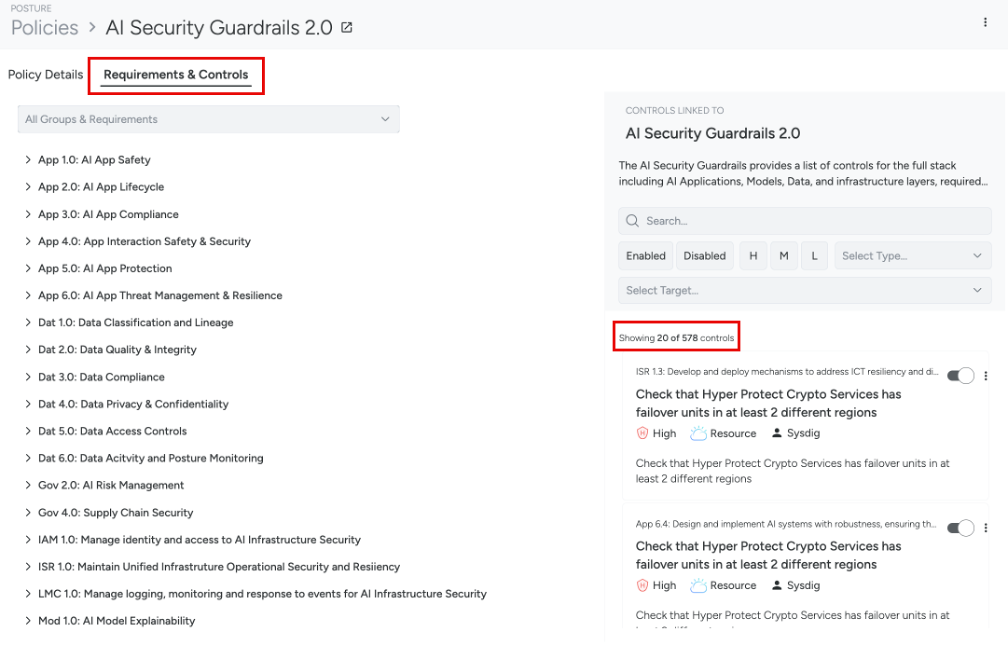 POSTURE
Policies > AI Security Guardrails 2.0
Policy Details Requirements & Controls
All Groups & Requirements
App 1.0: AI App Safety
App 2.0: AI App Lifecycle
App 3.0: AI App Compliance
App 4.0: App Interaction Safety & Security
App 5.0: AI App Protection
App 6.0: AI App Threat Management & Resilience
Dat 1.0: Data Classification and Lineage
Dat 2.0: Data Quality & Integrity
Dat 3.0: Data Compliance
Dat 4.0: Data Privacy & Confidentiality
Dat 5.0: Data Access Controls
Dat 6.0: Data Acitvity and Posture Monitoring
Gov 2.0: AI Risk Management
Gov 4.0: Supply Chain Security
IAM 1.0: Manage identity and access to AI Infrastructure Security
ISR 1.0: Maintain Unified Infrastruture Operational Security and Resiiency
LMC 1.0: Manage logging, monitoring and response to events for AI Infrastructure Security
Mod 1.0: AI Model Explainability
CONTROLS LINKED TO
AI Security Guardrails 2.0
The AI Security Guardrails provides a list of controls for the full stack
including AI Applications, Models, Data, and infrastructure layers, required...
Search...
Enabled Disabled H M L Select Type...
Select Target...
Showing 20 of 578 controls
ISR 1.3: Develop and deploy mechanisms to address ICT resiliency and di...
Check that Hyper Protect Crypto Services has
failover units in at least 2 different regions
High Resource Sysdig
Check that Hyper Protect Crypto Services has failover units in at
least 2 different regions
App 6.4: Design and implement AI systems with robustness, ensuring th...
Check that Hyper Protect Crypto Services has
failover units in at least 2 different regions
High Resource Sysdig
Check that Hyper Protect Crypto Services has failover units in at